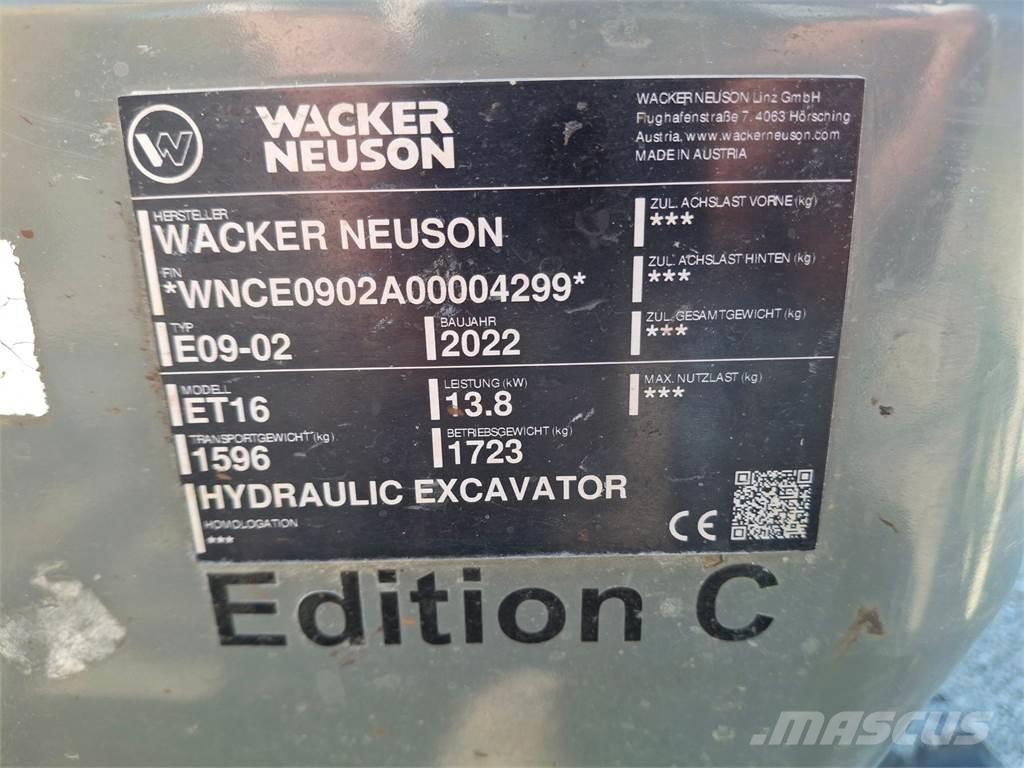 WACKER
NEUSON
WACKER NEUSON Linz GmbH
Flughafenstraße 7, 4063 Hörsching
Austria, www.wackerneuson.com
MADE IN AUSTRIA
HERSTELLER
WACKER NEUSON
FIN
*WNCE0902A00004299*
TYP
E09-02
BAUJAHR
2022
ZUL. ACHSLAST VORNE (kg)
***
ZUL. ACHSLAST HINTEN (kg)
***
ZUL. GESAMTGEWICHT (kg)
***
MODELL
ET16
LEISTUNG (kW)
13.8
MAX. NUTZLAST (kg)
***
TRANSPORTGEWICHT (kg)
1596
BETRIEBSGEWICHT (kg)
1723
HYDRAULIC EXCAVATOR
HOMOLOGATION
***
CE
Edition C
MASCUS